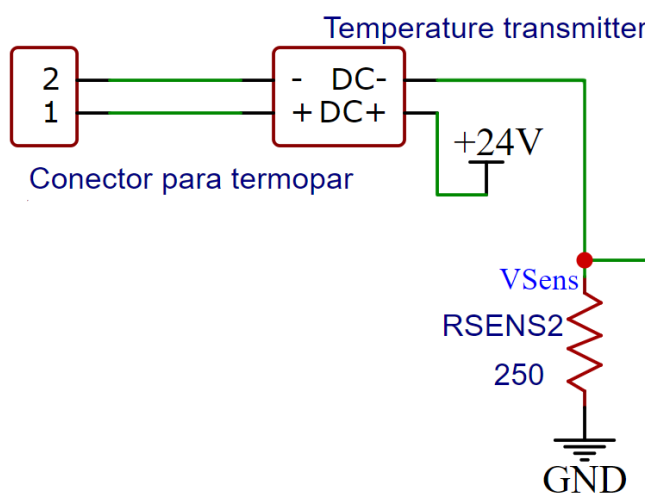 Temperature transmitter
2
- DC-
1
+ DC+
+24V
Conector para termopar
VSens
RSENS2
250
GND